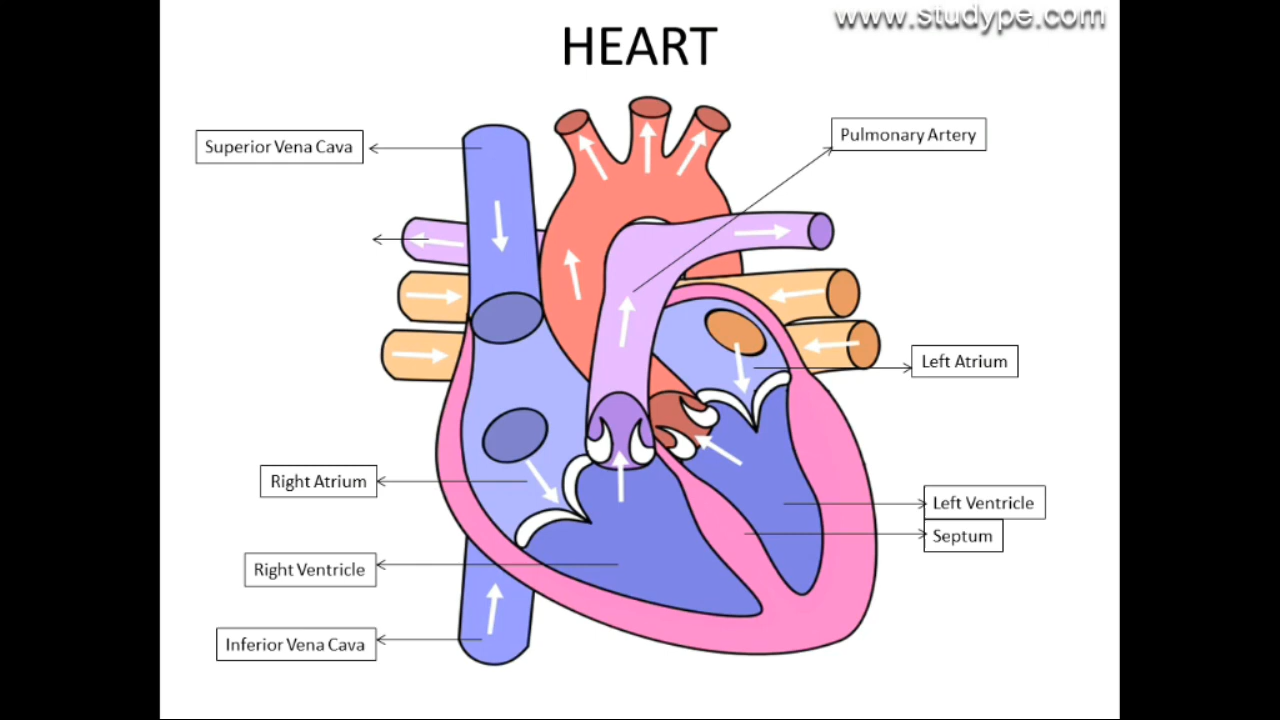 www.studype.com
HEART
Pulmonary Artery
Superior Vena Cava
Left Atrium
Right Atrium
Left Ventricle
Septum
Right Ventricle
Inferior Vena Cava